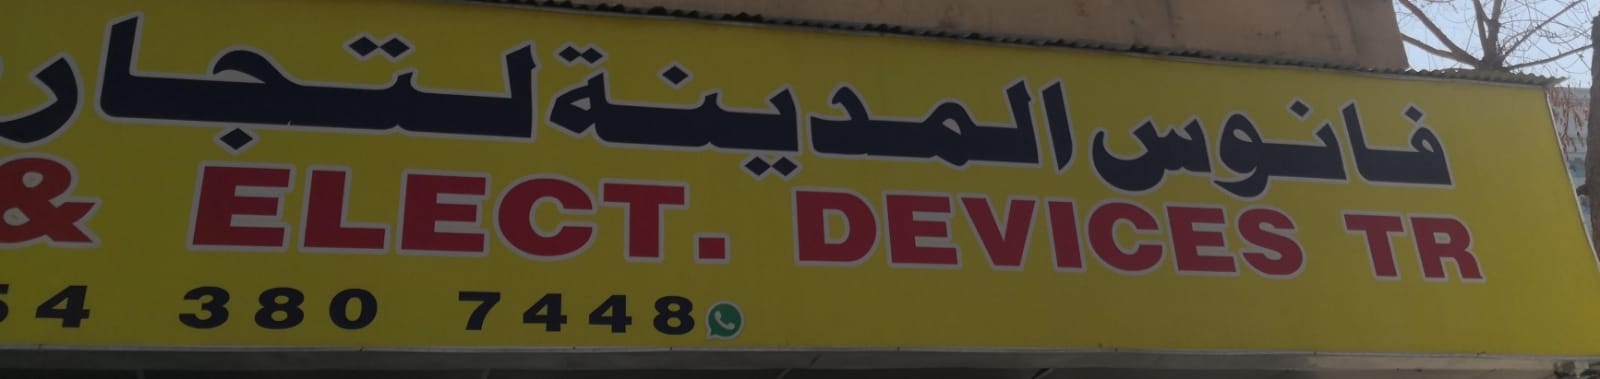 فانوس المدينة لتجار
& ELECT. DEVICES TR
54 380 7448